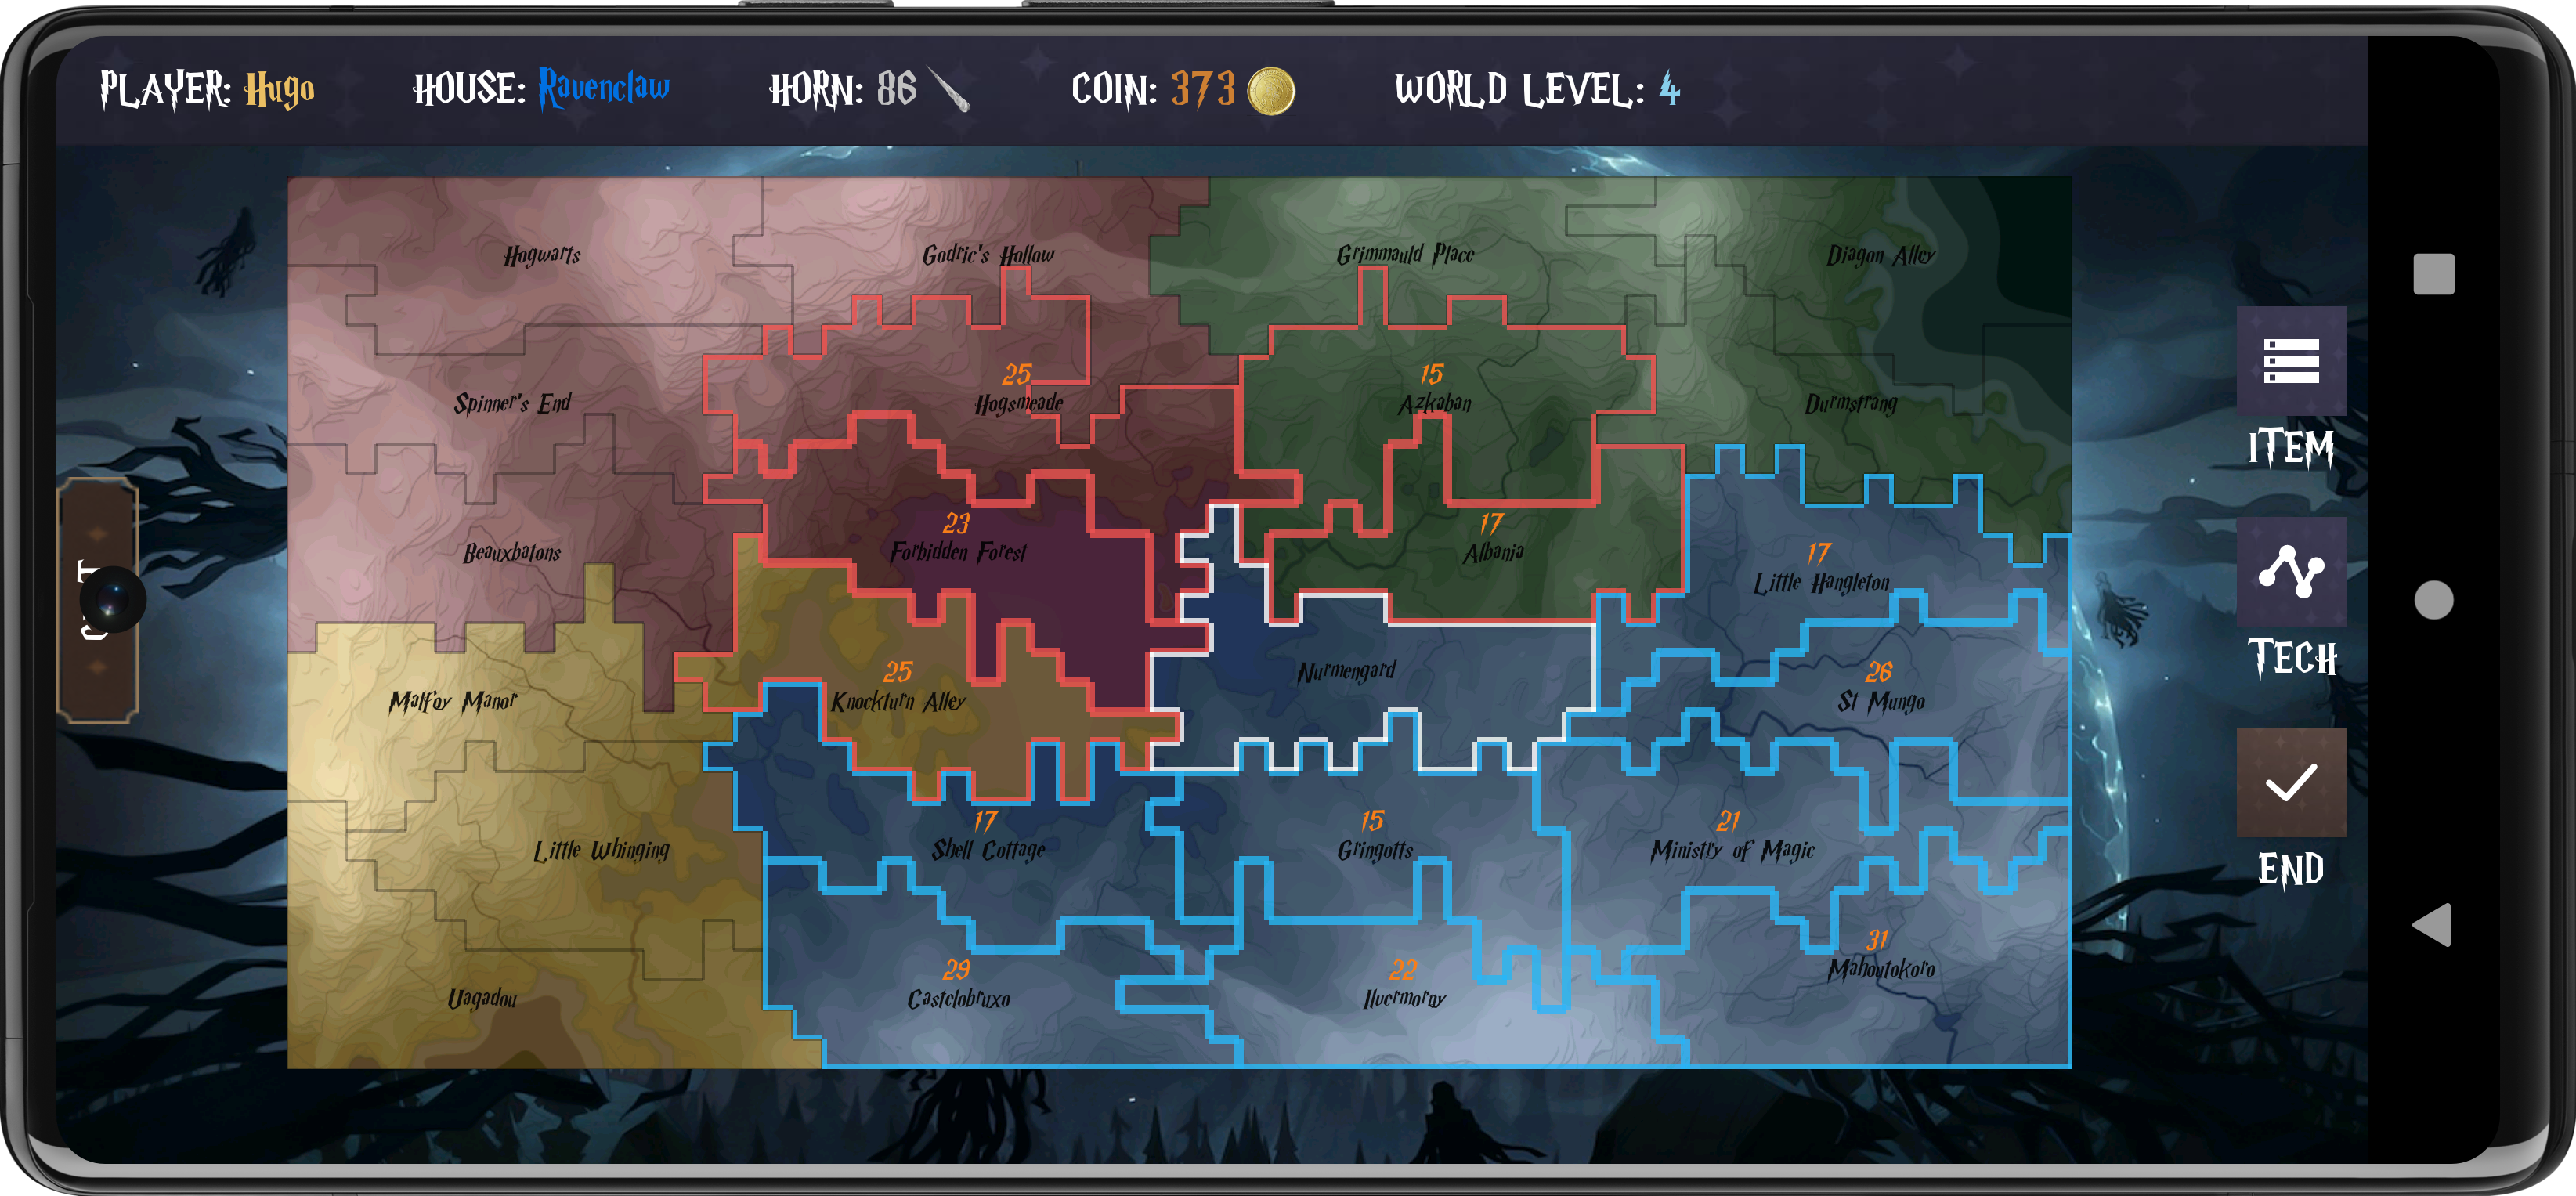 PLAYER: Hugo HOUSE: Ravenclaw HORN: 86 COIN: 373 WORLD LEVEL: 4
Hogwarts Godric's Hollow Grimmauld Place Diagon Alley
25 15
Spinner's End Hogsmeade Azkaban Durmstrang
ITEM
23 17 17
Beauxbatons Forbidden Forest Albania Little Hangleton
TECH
25 26
Malfoy Manor Knockturn Alley Nurmengard St Mungo
17 15 21
Little Whinging Shell Cottage Gringotts Ministry of Magic
END
29 22 31
Uagadou Castelobruxo Ilvermorny Mahoutokoro